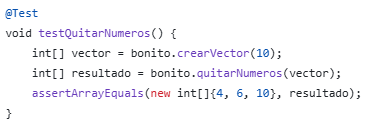 @Test
void testQuitarNumeros() {
    int[] vector = bonito.crearVector(10);
    int[] resultado = bonito.quitarNumeros(vector);
    assertArrayEquals(new int[]{4, 6, 10}, resultado);
}